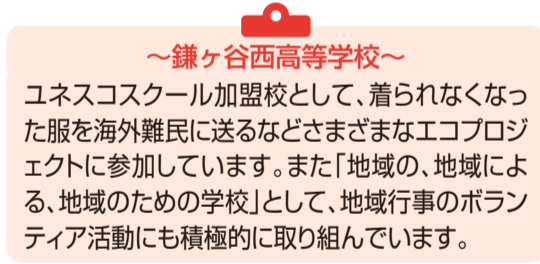 ～鎌ヶ谷西高等学校～
ユネスコスクール加盟校として、着られなくなっ
た服を海外難民に送るなどさまざまなエコプロジ
ェクトに参加しています。また「地域の、地域によ
る、地域のための学校」として、地域行事のボラン
ティア活動にも積極的に取り組んでいます。